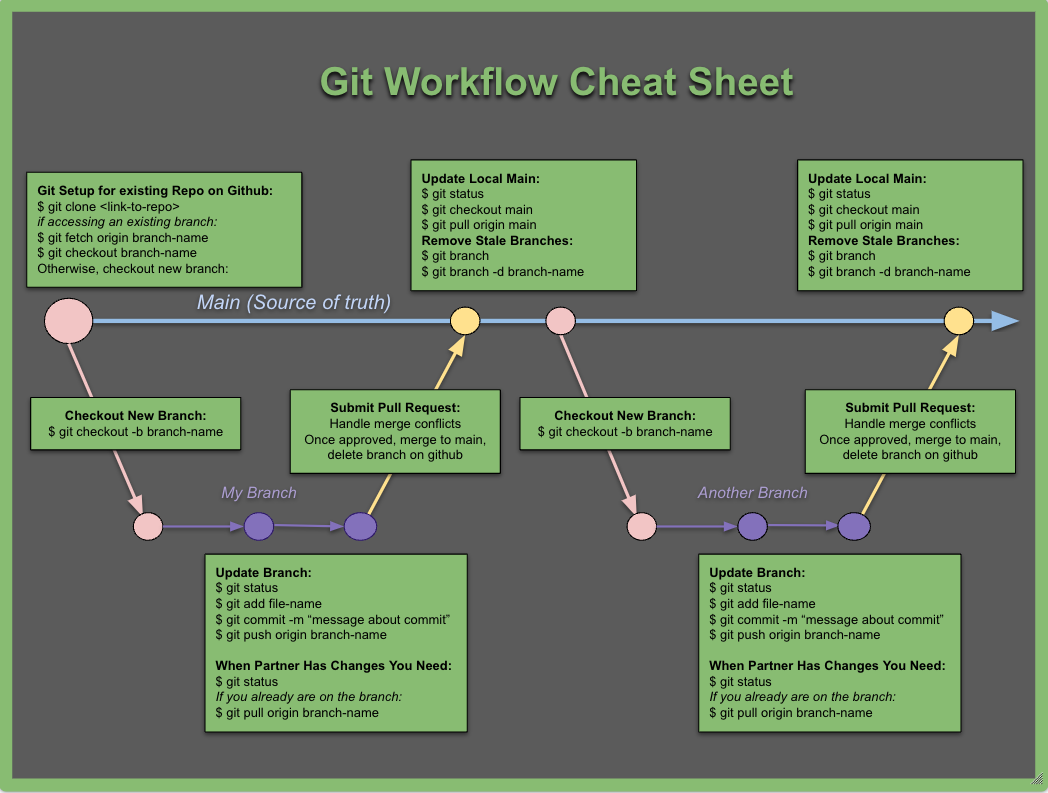 Git Workflow Cheat Sheet
Git Setup for existing Repo on Github:
$ git clone <link-to-repo>
if accessing an existing branch:
$ git fetch origin branch-name
$ git checkout branch-name
Otherwise, checkout new branch:
Update Local Main:
$ git status
$ git checkout main
$ git pull origin main
Remove Stale Branches:
$ git branch
$ git branch -d branch-name
Update Local Main:
$ git status
$ git checkout main
$ git pull origin main
Remove Stale Branches:
$ git branch
$ git branch -d branch-name
Main (Source of truth)
Checkout New Branch:
$ git checkout -b branch-name
Submit Pull Request:
Handle merge conflicts
Once approved, merge to main,
delete branch on github
Checkout New Branch:
$ git checkout -b branch-name
Submit Pull Request:
Handle merge conflicts
Once approved, merge to main,
delete branch on github
My Branch
Another Branch
Update Branch:
$ git status
$ git add file-name
$ git commit -m “message about commit”
$ git push origin branch-name
When Partner Has Changes You Need:
$ git status
If you already are on the branch:
$ git pull origin branch-name
Update Branch:
$ git status
$ git add file-name
$ git commit -m “message about commit”
$ git push origin branch-name
When Partner Has Changes You Need:
$ git status
If you already are on the branch:
$ git pull origin branch-name